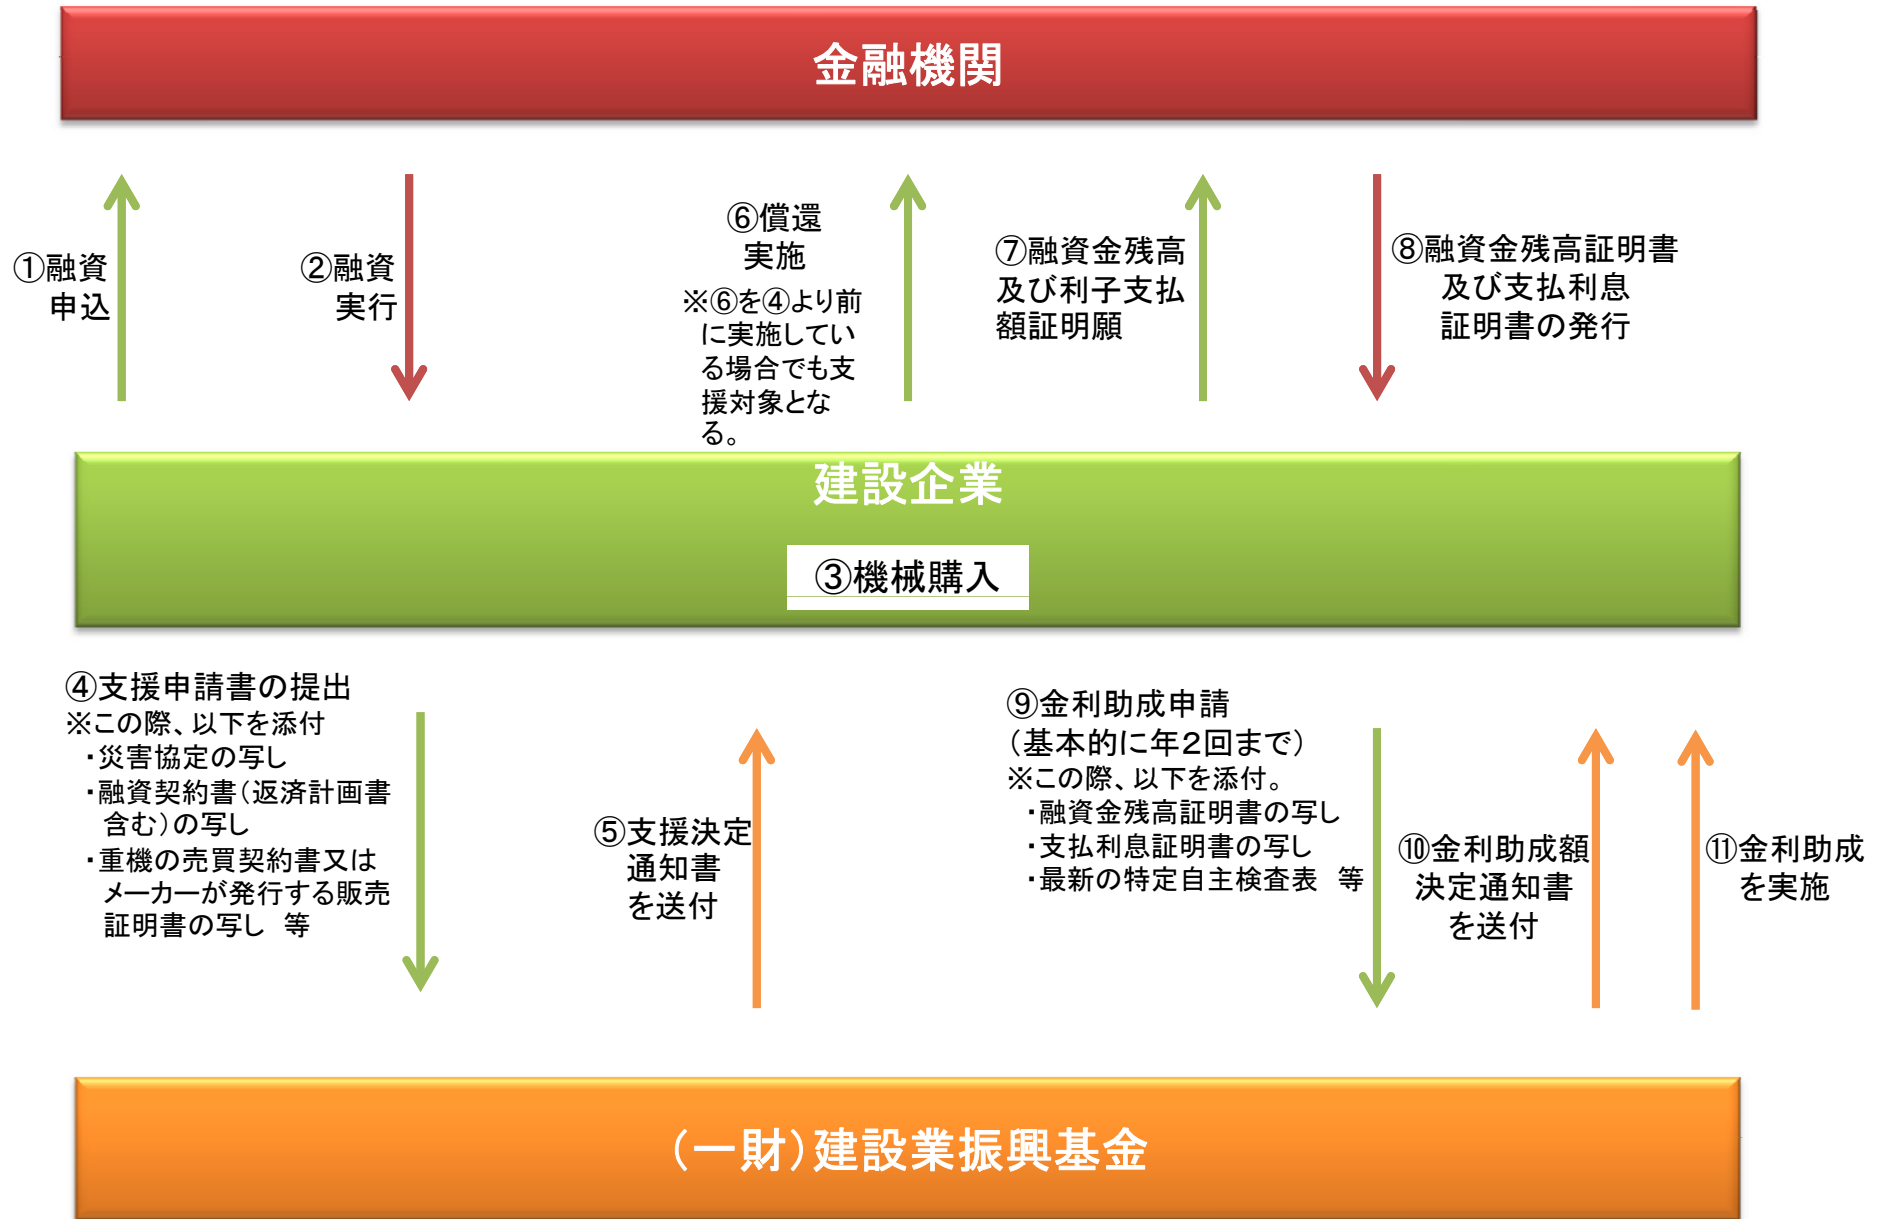 金融機関
①融資
申込
②融資
実行
⑥償還
実施
※⑥を④より前
に実施してい
る場合でも支
援対象とな
る。
⑦融資金残高
及び利子支払
額証明願
⑧融資金残高証明書
及び支払利息
証明書の発行
建設企業
③機械購入
④支援申請書の提出
※この際、以下を添付
・災害協定の写し
・融資契約書（返済計画書
含む）の写し
・重機の売買契約書又は
メーカーが発行する販売
証明書の写し　等
⑤支援決定
通知書
を送付
⑨金利助成申請
（基本的に年２回まで）
※この際、以下を添付。
・融資金残高証明書の写し
・支払利息証明書の写し
・最新の特定自主検査表　等
⑩金利助成額
決定通知書
を送付
⑪金利助成
を実施
（一財）建設業振興基金